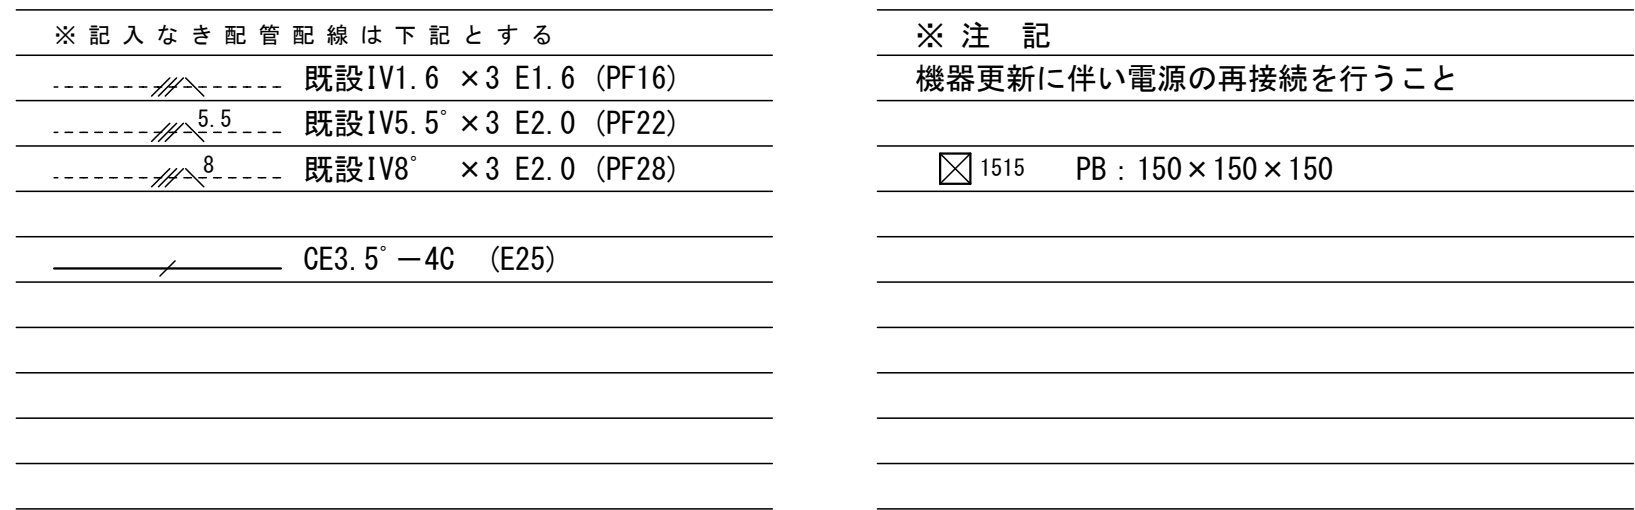 ※記入なき配管配線は下記とする
既設IV1.6 ×3 E1.6 (PF16)
5.5 既設IV5.5゜×3 E2.0 (PF22)
8 既設IV8゜ ×3 E2.0 (PF28)
CE3.5゜－4C (E25)
※ 注 記
機器更新に伴い電源の再接続を行うこと
1515 PB：150×150×150